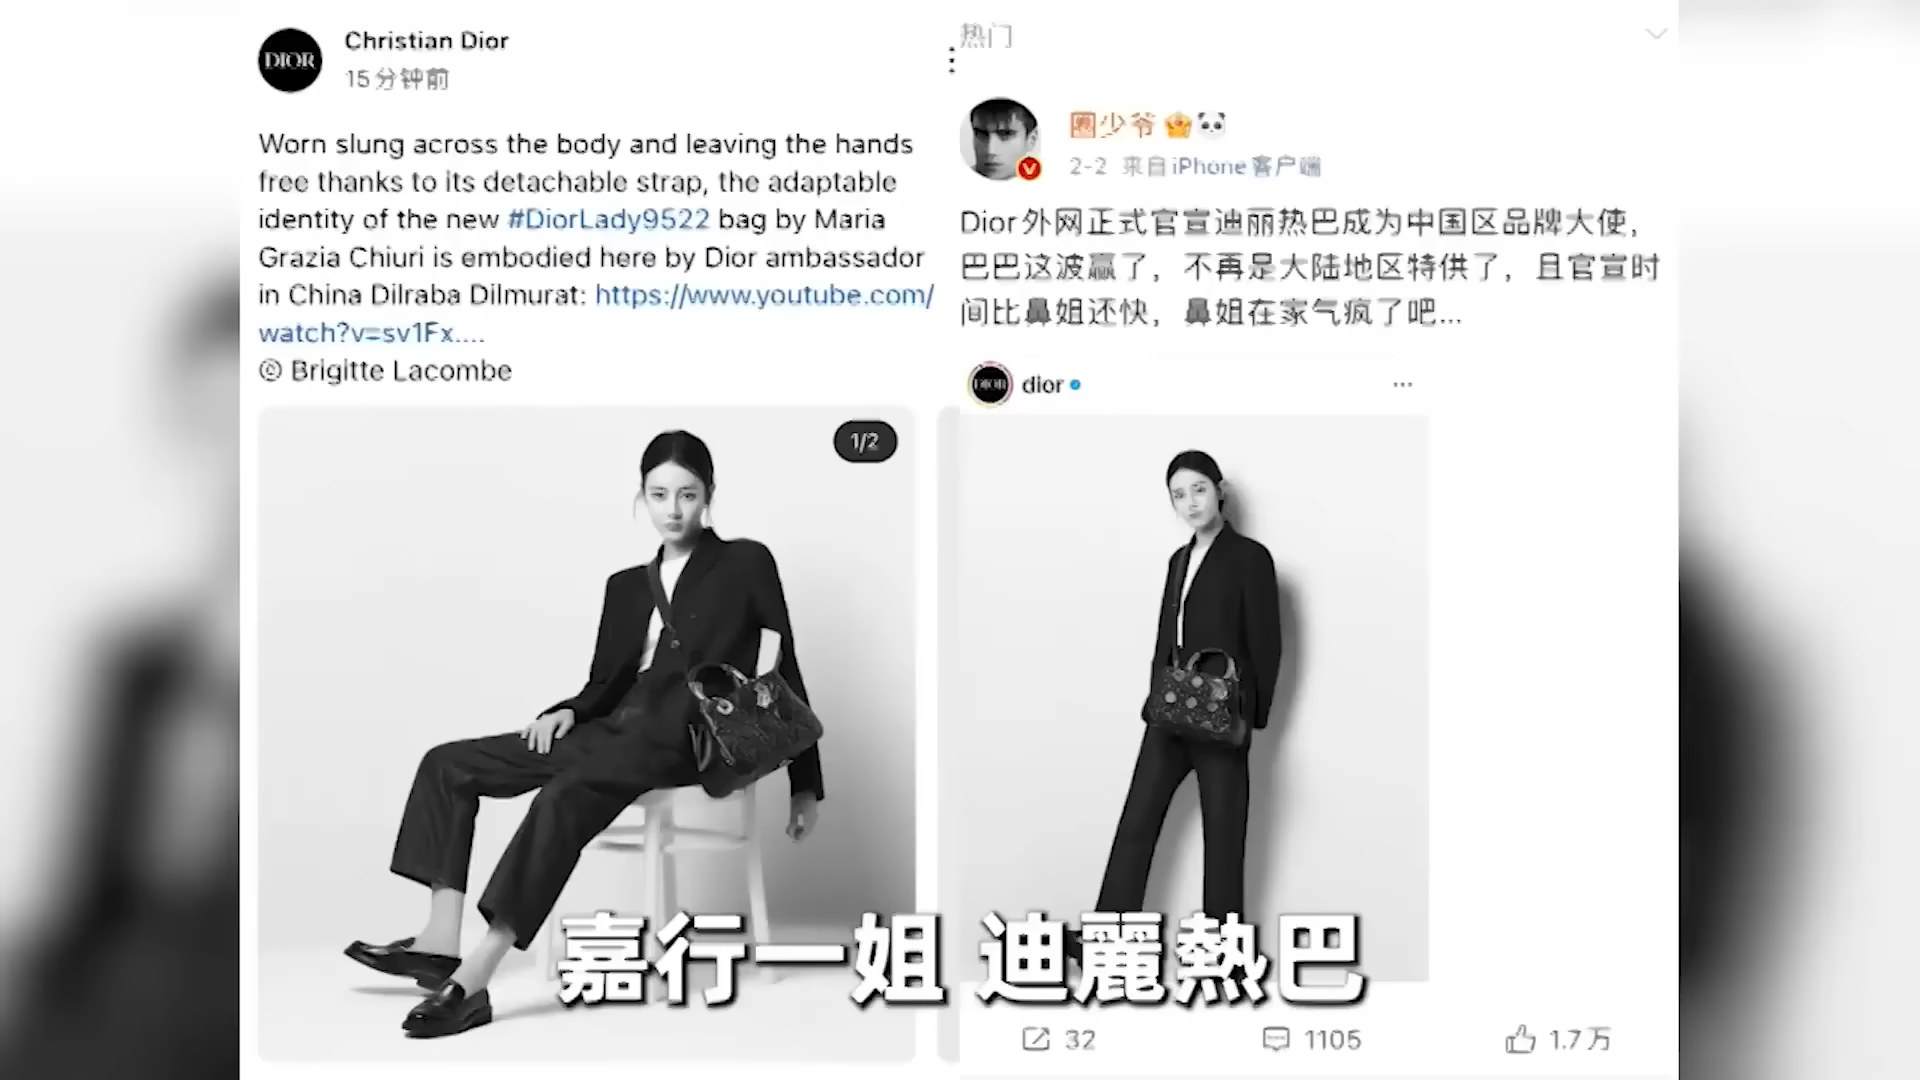 DIOR
Christian Dior
15分钟前
Worn slung across the body and leaving the hands
free thanks to its detachable strap, the adaptable
identity of the new #DiorLady9522 bag by Maria
Grazia Chiuri is embodied here by Dior ambassador
in China Dilraba Dilmurat: https://www.youtube.com/
watch?v=sv1Fx....
© Brigitte Lacombe
1/2
热门
圈少爷
2-2 来自iPhone客户端
Dior外网正式官宣迪丽热巴成为中国区品牌大使，
巴巴这波赢了，不再是大陆地区特供了，且官宣时
间比鼻姐还快，鼻姐在家气疯了吧...
DIOR
dior
嘉行一姐 迪麗熱巴
32
1105
1.7万